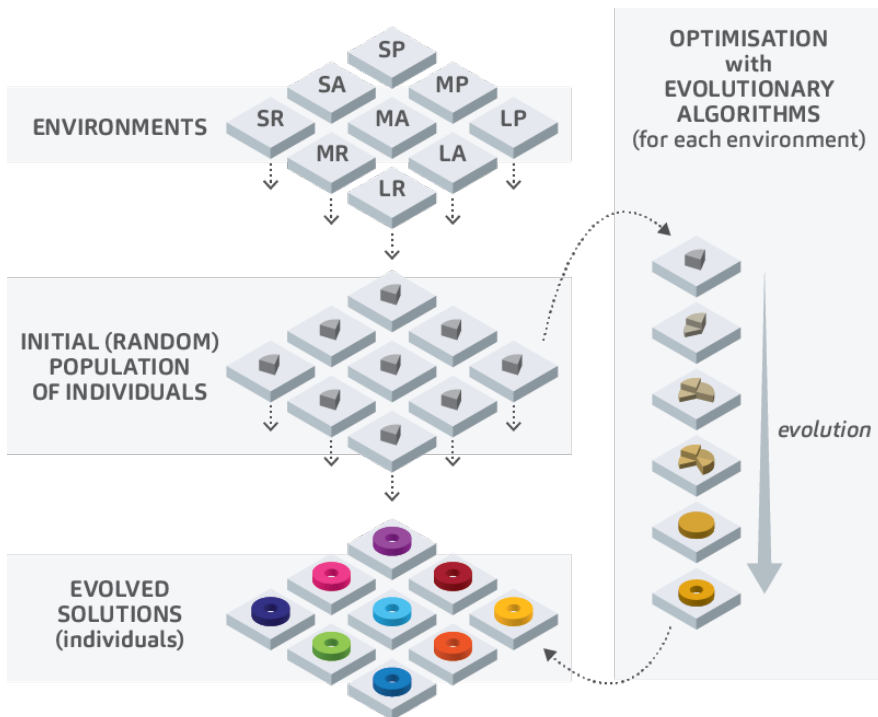 SP
SA
MP
SR
MA
LP
MR
LA
LR
ENVIRONMENTS
OPTIMISATION
with
EVOLUTIONARY
ALGORITHMS
(for each environment)
INITIAL (RANDOM)
POPULATION
OF INDIVIDUALS
evolution
EVOLVED
SOLUTIONS
(individuals)